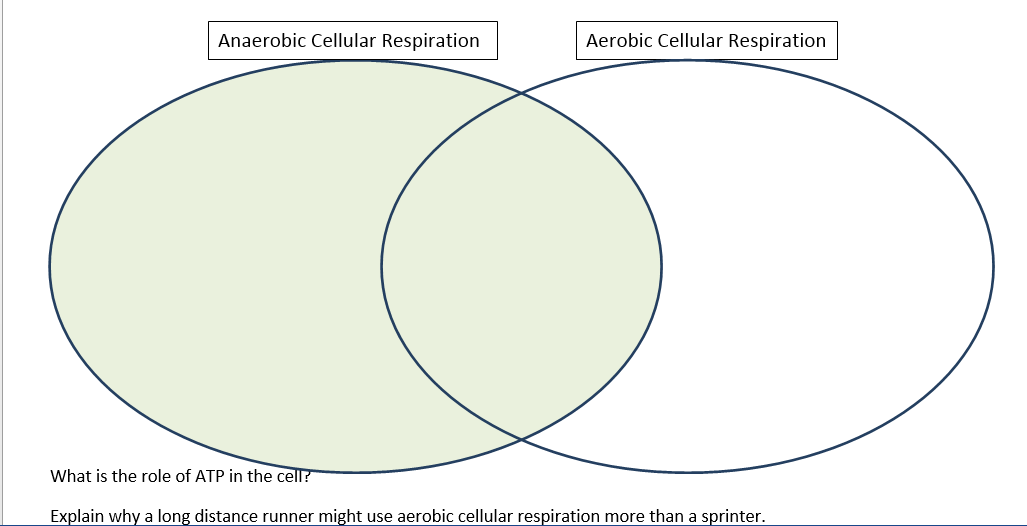 Anaerobic Cellular Respiration
Aerobic Cellular Respiration
What is the role of ATP in the cell?
Explain why a long distance runner might use aerobic cellular respiration more than a sprinter.